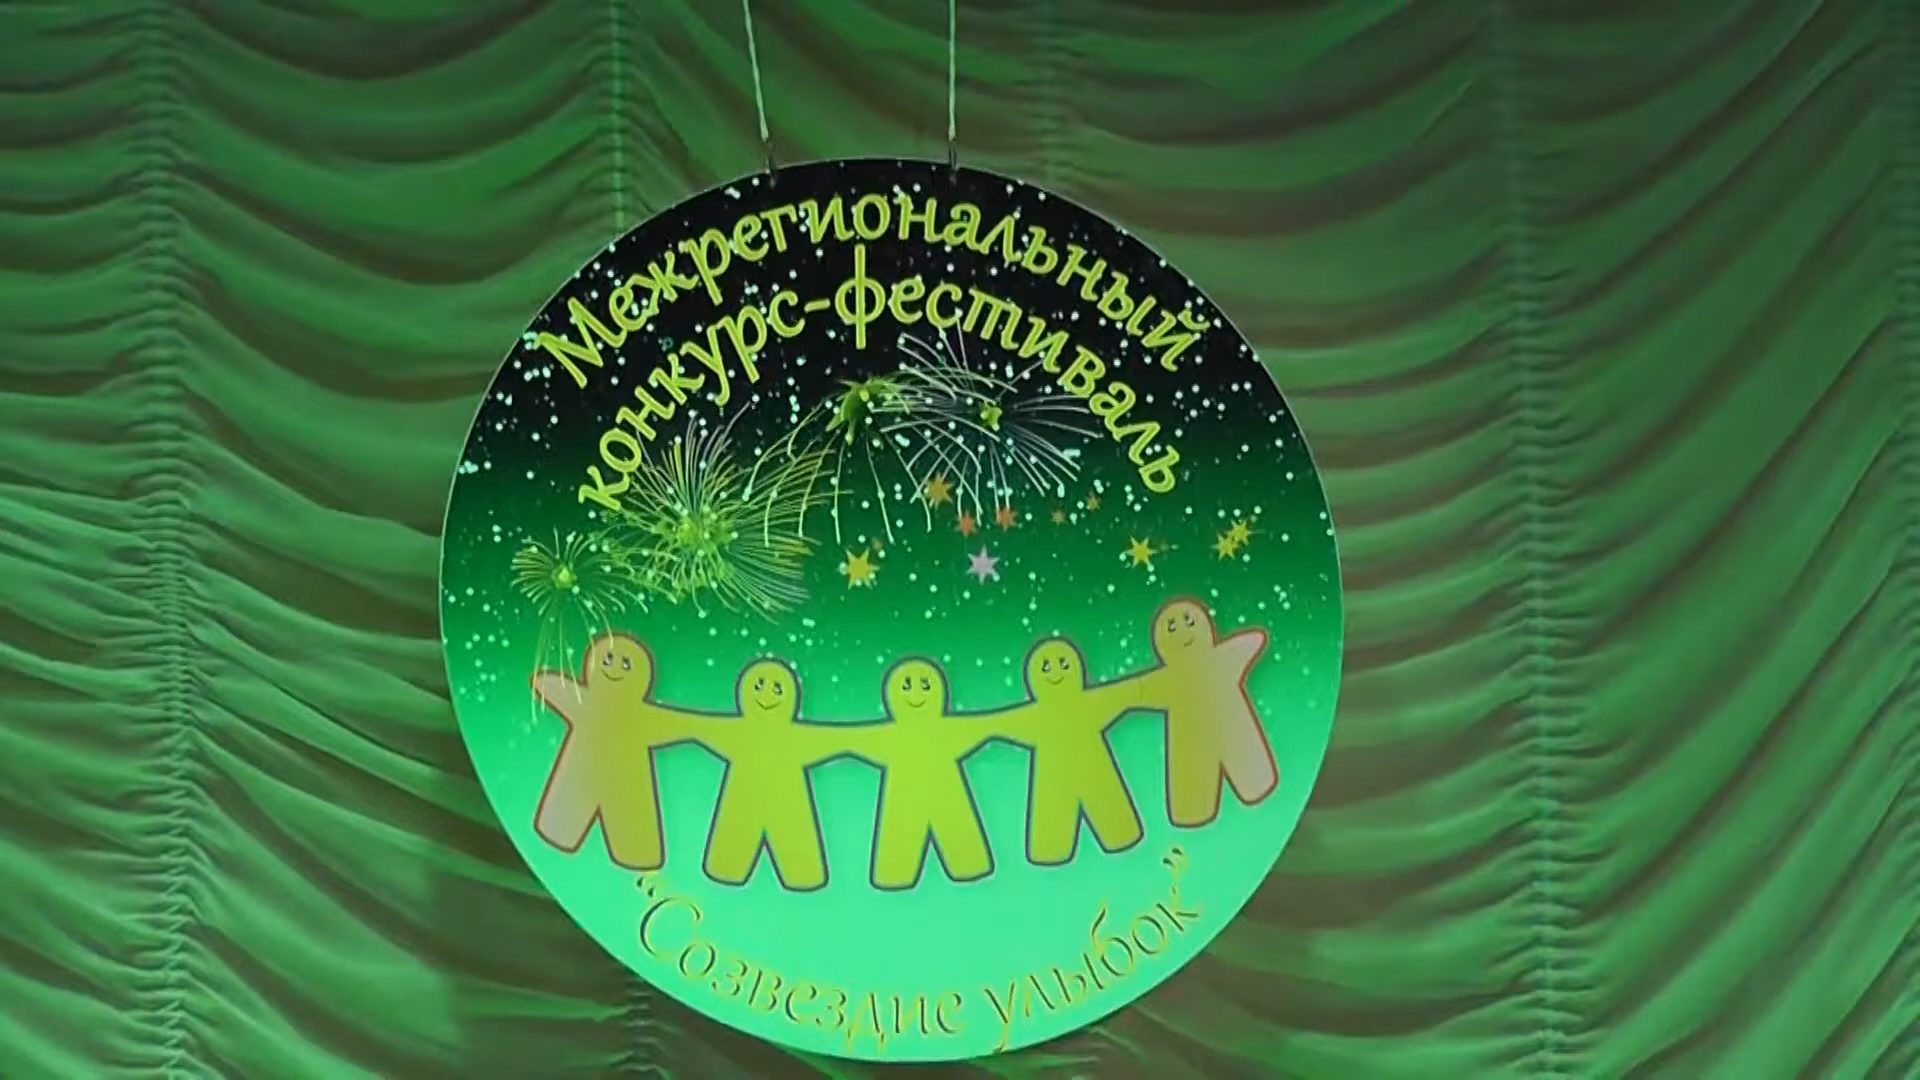 Межрегиональный
конкурс-фестиваль
“Созвездие улыбок”